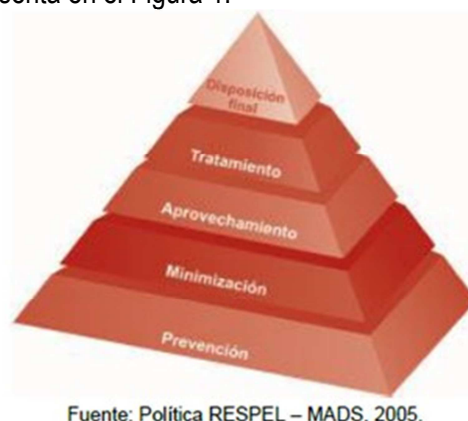 Disposición
final
Tratamiento
Aprovechamiento
Minimización
Prevención
Fuente: Política RESPEL – MADS, 2005.